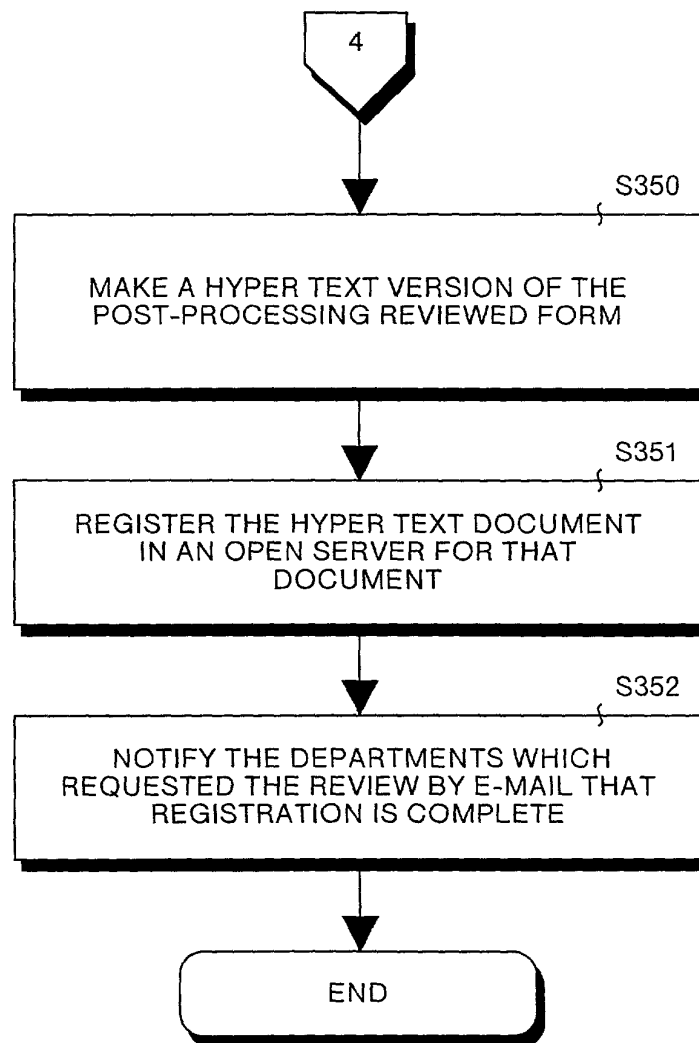 4
S350
MAKE A HYPER TEXT VERSION OF THE
POST-PROCESSING REVIEWED FORM
S351
REGISTER THE HYPER TEXT DOCUMENT
IN AN OPEN SERVER FOR THAT
DOCUMENT
S352
NOTIFY THE DEPARTMENTS WHICH
REQUESTED THE REVIEW BY E-MAIL THAT
REGISTRATION IS COMPLETE
END